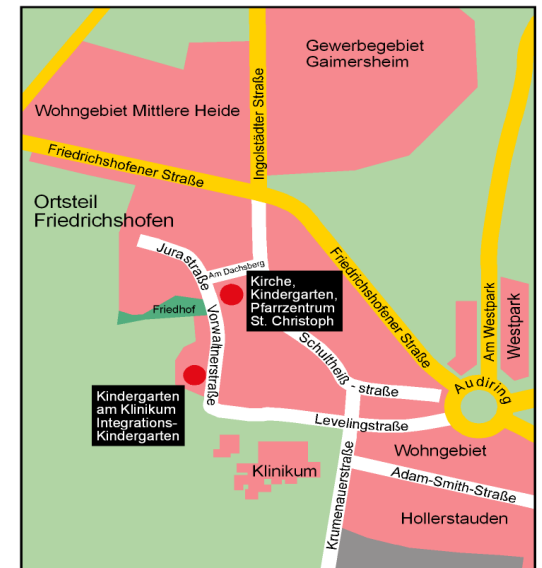 Gewerbegebiet
Gaimersheim
Wohngebiet Mittlere Heide
Ingolstädter Straße
Friedrichshofener Straße
Ortsteil
Friedrichshofen
Jurastraße
Am Dachsberg
Kirche,
Kindergarten,
Pfarrzentrum
St. Christoph
Friedrichshofener Straße
Am Westpark
Westpark
Friedhof
Vorwaltnerstraße
Schultheiß
- straße
Audiring
Kindergarten
am Klinikum
Integrations-
Kindergarten
Levelingstraße
Klinikum
Krumenauerstraße
Wohngebiet
Adam-Smith-Straße
Hollerstauden